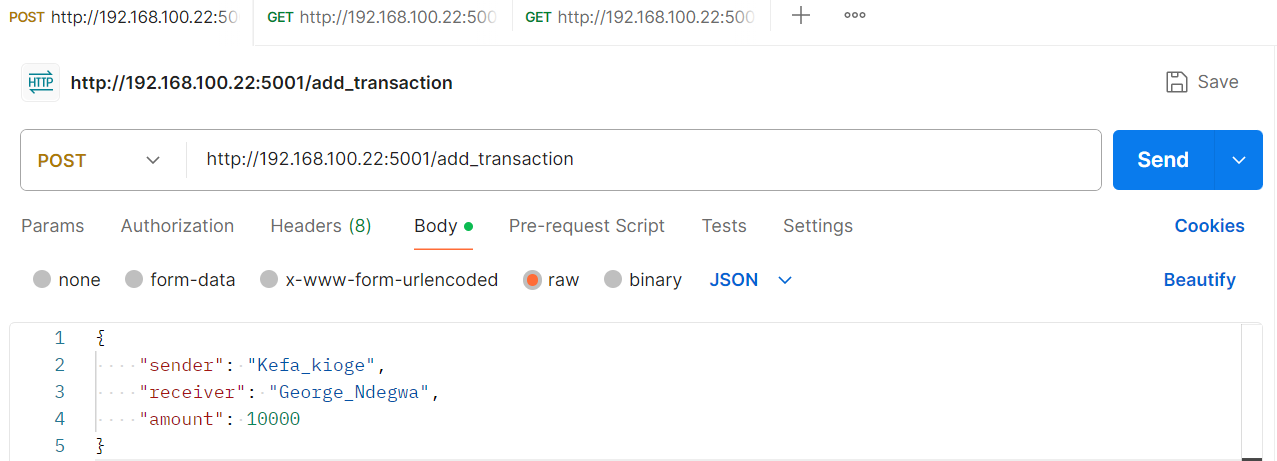 POST http://192.168.100.22:50 GET http://192.168.100.22:500 GET http://192.168.100.22:500
HTTP http://192.168.100.22:5001/add_transaction Save
POST http://192.168.100.22:5001/add_transaction Send
Params Authorization Headers (8) Body Pre-request Script Tests Settings Cookies
none form-data x-www-form-urlencoded raw binary JSON Beautify
1 {
2 "sender": "Kefa_kioge",
3 "receiver": "George_Ndegwa",
4 "amount": 10000
5 }